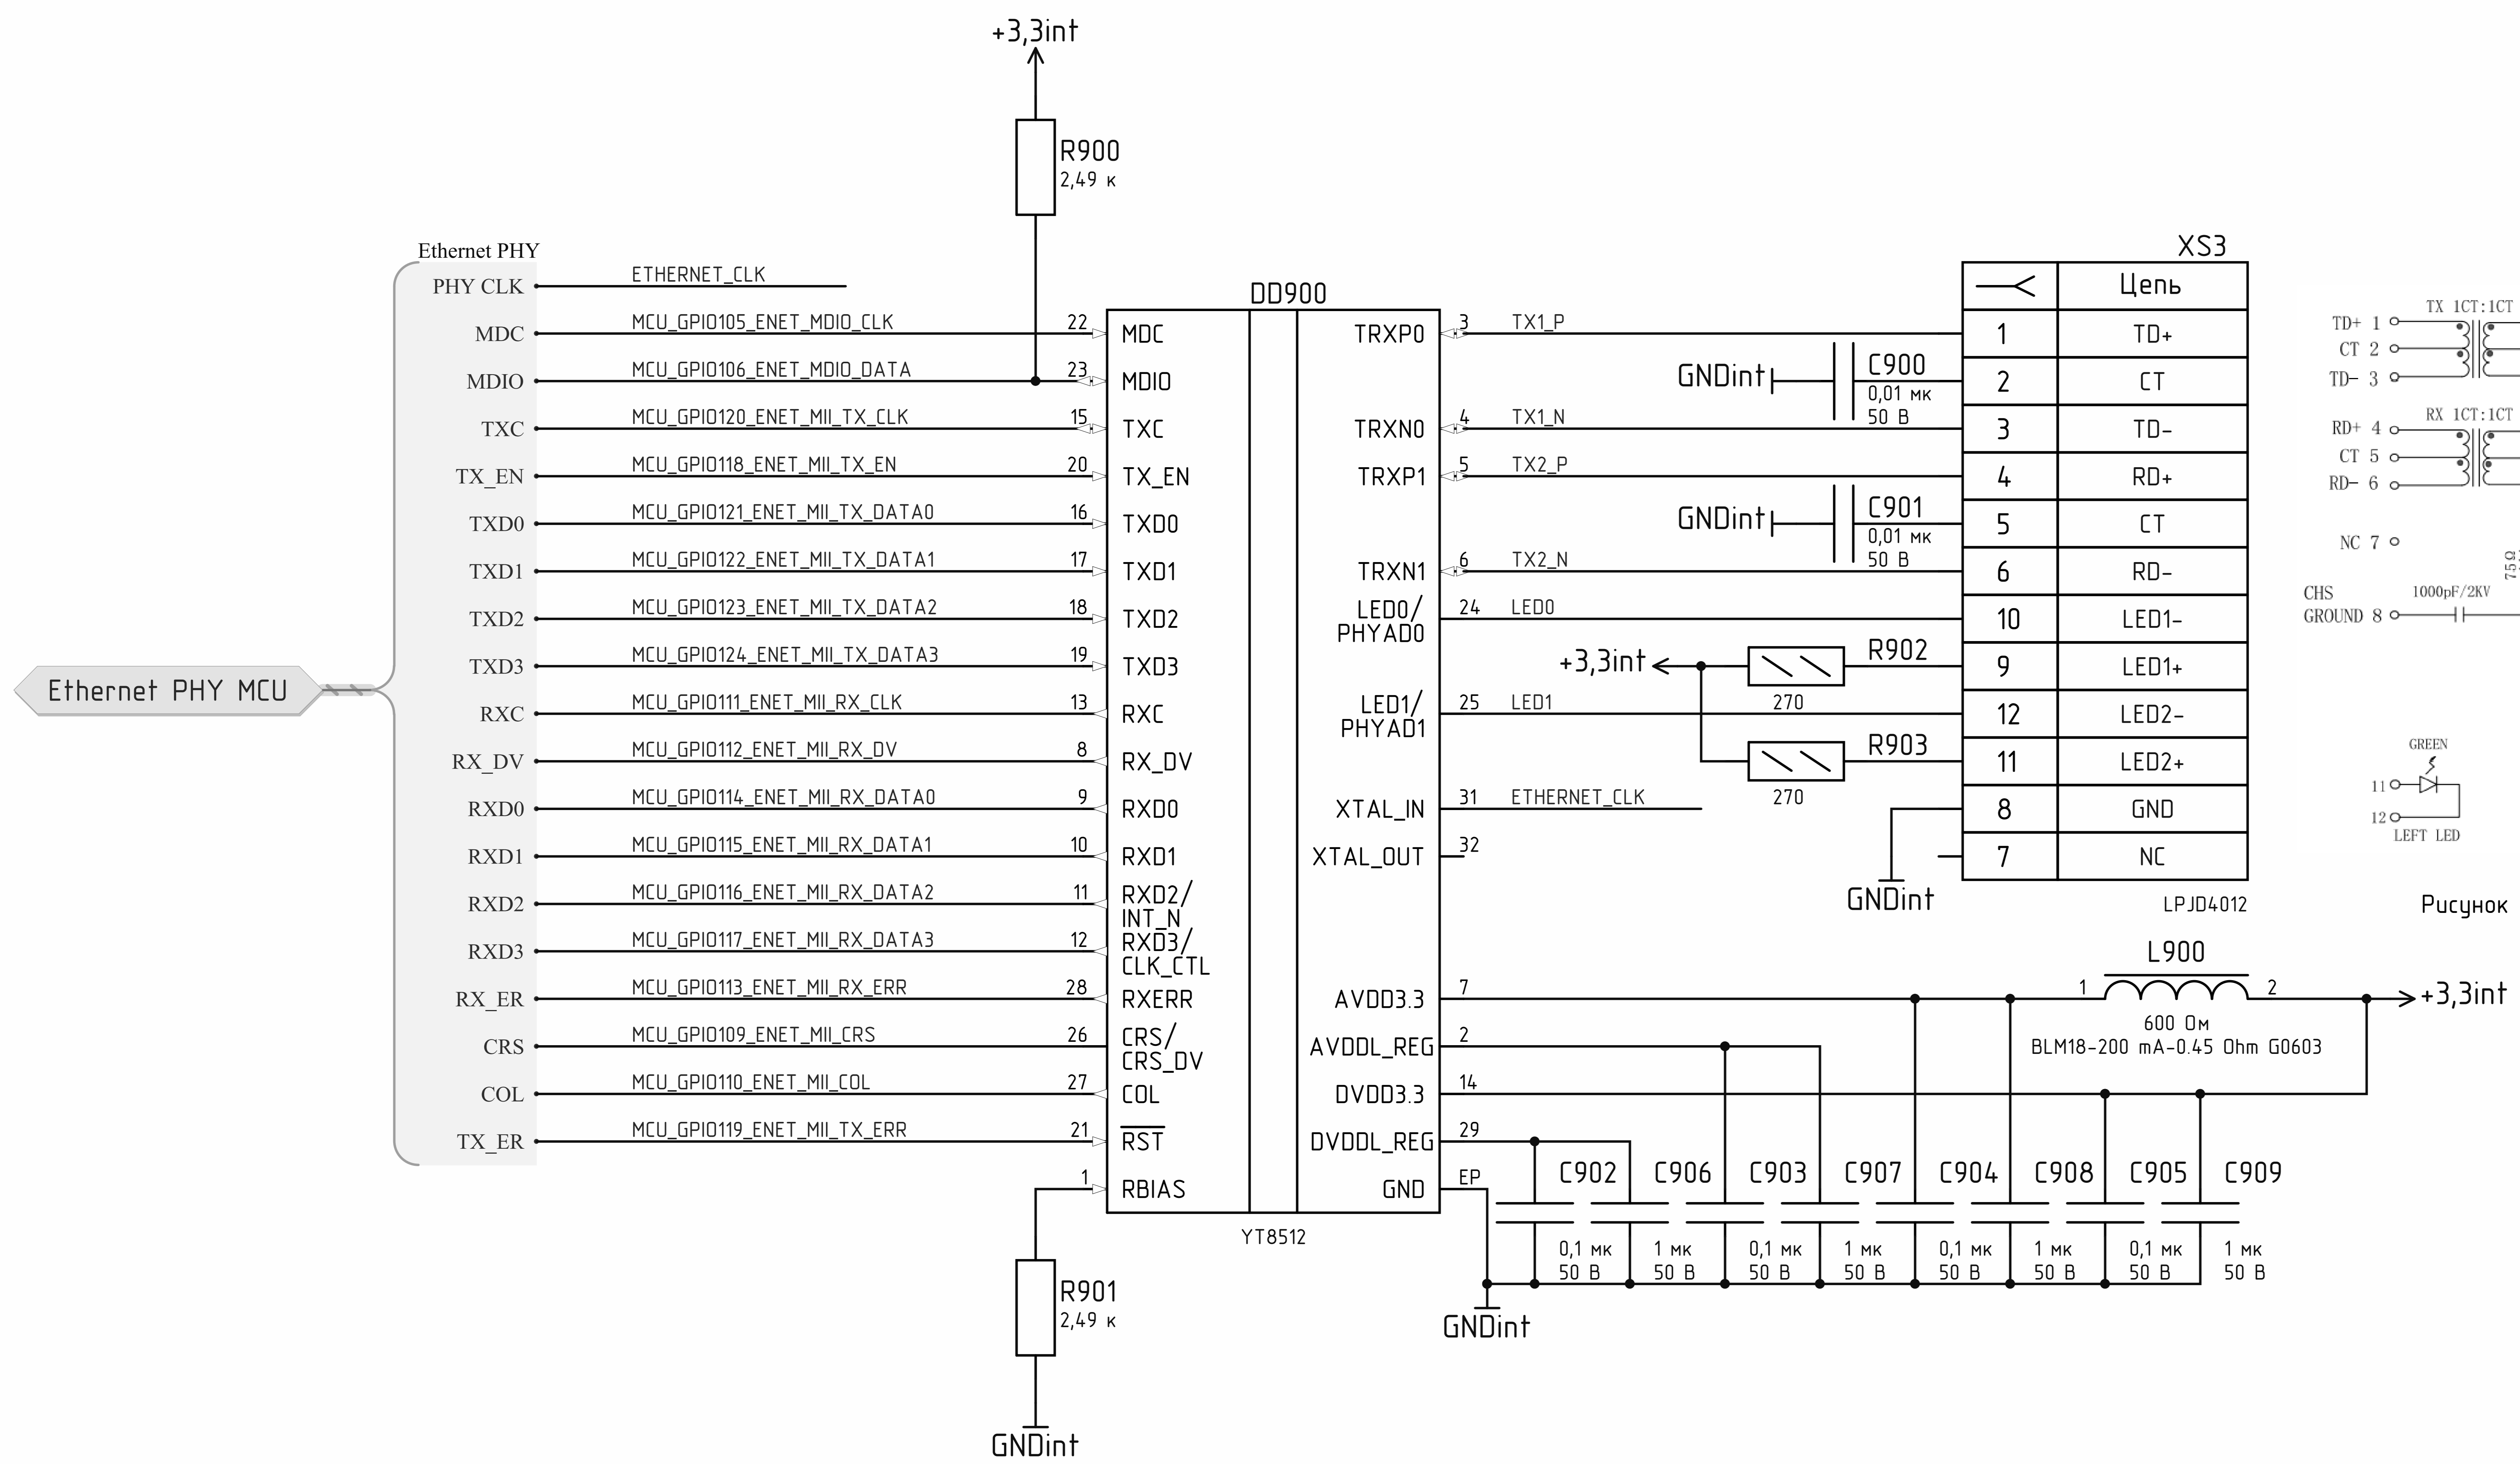 +3,3int
R900
2,49 к
Ethernet PHY MCU
Ethernet PHY
PHY CLK ETHERNET_CLK
MDC MCU_GPIO105_ENET_MDIO_CLK 22
MDIO MCU_GPIO106_ENET_MDIO_DATA 23
TXC MCU_GPIO120_ENET_MII_TX_CLK 15
TX_EN MCU_GPIO118_ENET_MII_TX_EN 20
TXD0 MCU_GPIO121_ENET_MII_TX_DATA0 16
TXD1 MCU_GPIO122_ENET_MII_TX_DATA1 17
TXD2 MCU_GPIO123_ENET_MII_TX_DATA2 18
TXD3 MCU_GPIO124_ENET_MII_TX_DATA3 19
RXC MCU_GPIO111_ENET_MII_RX_CLK 13
RX_DV MCU_GPIO112_ENET_MII_RX_DV 8
RXD0 MCU_GPIO114_ENET_MII_RX_DATA0 9
RXD1 MCU_GPIO115_ENET_MII_RX_DATA1 10
RXD2 MCU_GPIO116_ENET_MII_RX_DATA2 11
RXD3 MCU_GPIO117_ENET_MII_RX_DATA3 12
RX_ER MCU_GPIO113_ENET_MII_RX_ERR 28
CRS MCU_GPIO109_ENET_MII_CRS 26
COL MCU_GPIO110_ENET_MII_COL 27
TX_ER MCU_GPIO119_ENET_MII_TX_ERR 21
1
R901
2,49 к
GNDint
DD900
MDC
MDIO
TXC
TX_EN
TXD0
TXD1
TXD2
TXD3
RXC
RX_DV
RXD0
RXD1
RXD2/
INT_N
RXD3/
CLK_CTL
RXERR
CRS/
CRS_DV
COL
RST
RBIAS
TRXP0 3 TX1_P
TRXN0 4 TX1_N
TRXP1 5 TX2_P
TRXN1 6 TX2_N
LED0/ 24 LED0
PHYAD0
LED1/ 25 LED1
PHYAD1
XTAL_IN 31 ETHERNET_CLK
XTAL_OUT 32
AVDD3.3 7
AVDDL_REG 2
DVDD3.3 14
DVDDL_REG 29
GND EP
YT8512
GNDint C900
0,01 мк
50 В
GNDint C901
0,01 мк
50 В
+3,3int R902
270
R903
270
GNDint
XS3
Цепь
1 TD+
2 CT
3 TD-
4 RD+
5 CT
6 RD-
10 LED1-
9 LED1+
12 LED2-
11 LED2+
8 GND
7 NC
LPJD4012
L900
1 2
+3,3int
600 Ом
BLM18-200 mA-0.45 Ohm G0603
C902 C906 C903 C907 C904 C908 C905 C909
0,1 мк 1 мк 0,1 мк 1 мк 0,1 мк 1 мк 0,1 мк 1 мк
50 В 50 В 50 В 50 В 50 В 50 В 50 В 50 В
GNDint
TX 1CT:1CT
TD+ 1
CT 2
TD- 3
RX 1CT:1CT
RD+ 4
CT 5
RD- 6
NC 7
75Ω
CHS 1000pF/2KV
GROUND 8
GREEN
11
12
LEFT LED
Рисунок